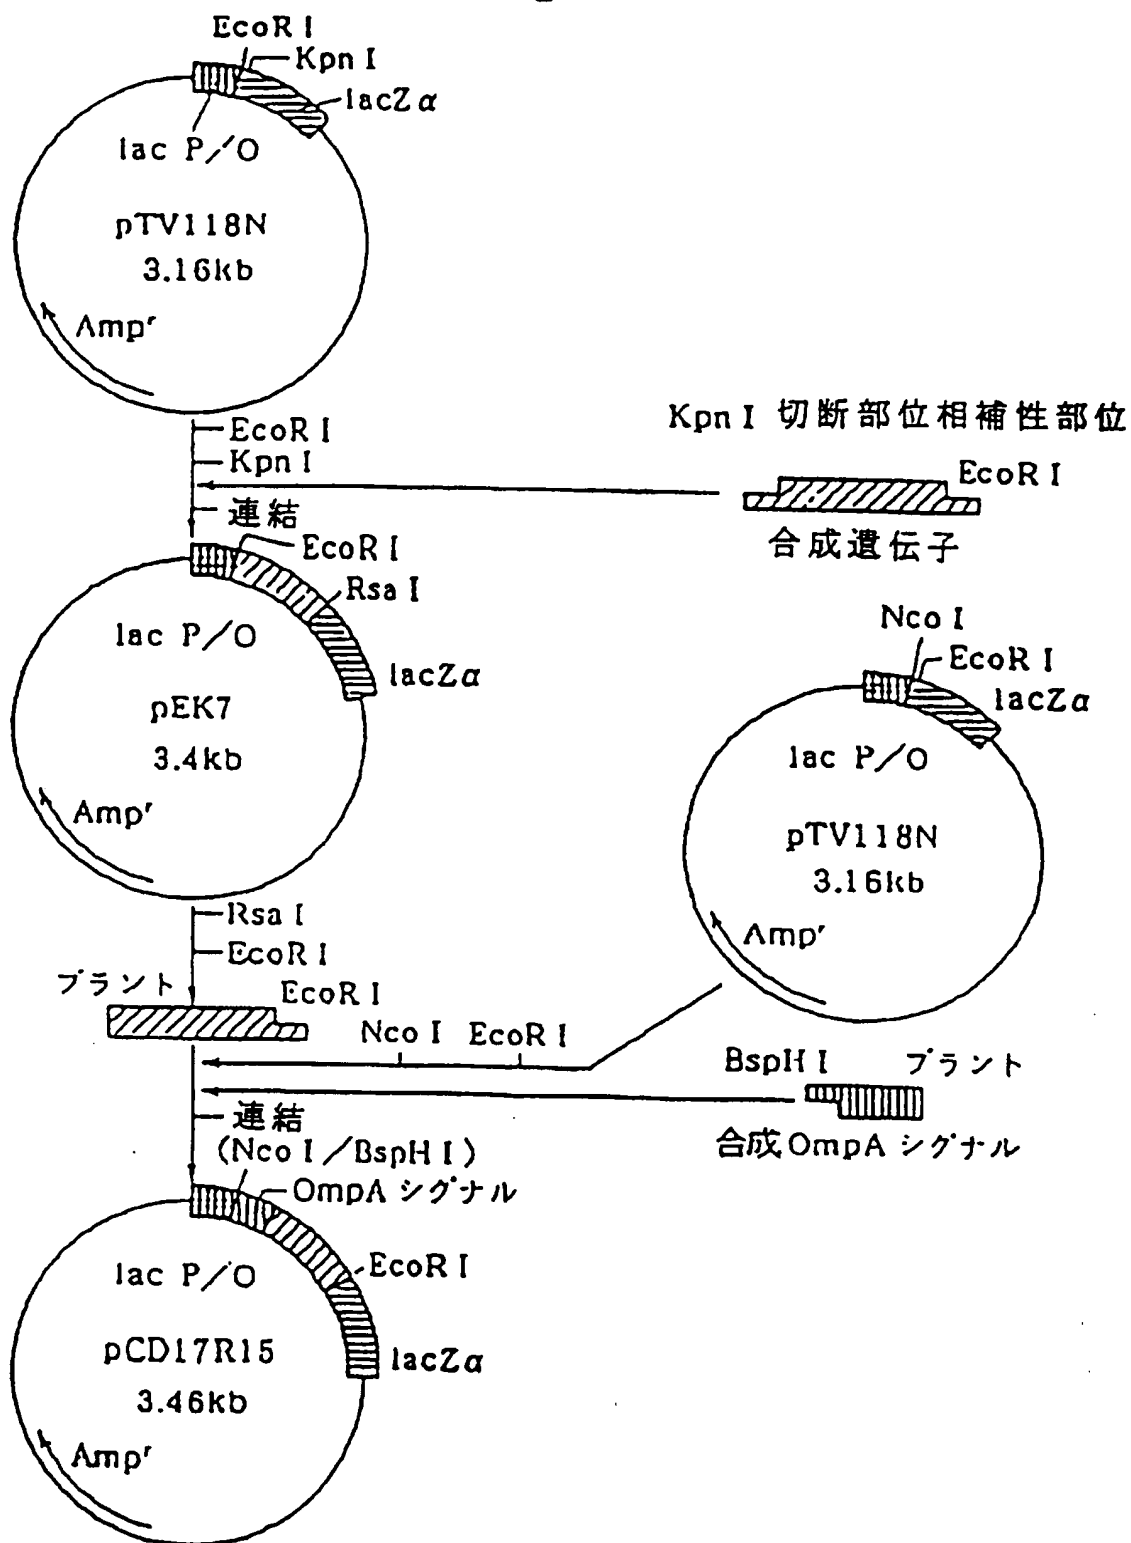 EcoR I
Kpn I
lacZα
lac P/O
pTV118N
3.16kb
Ampʳ
EcoR I
Kpn I
連結
Kpn I 切断部位相補性部位
EcoR I
合成遺伝子
EcoR I
Rsa I
lac P/O
lacZα
pEK7
3.4kb
Ampʳ
Nco I
EcoR I
lacZα
lac P/O
pTV118N
3.16kb
Ampʳ
Rsa I
EcoR I
ブラント
EcoR I
Nco I EcoR I
BspH I ブラント
合成OmpA シグナル
連結
(Nco I/BspH I)
OmpA シグナル
EcoR I
lac P/O
lacZα
pCD17R15
3.46kb
Ampʳ